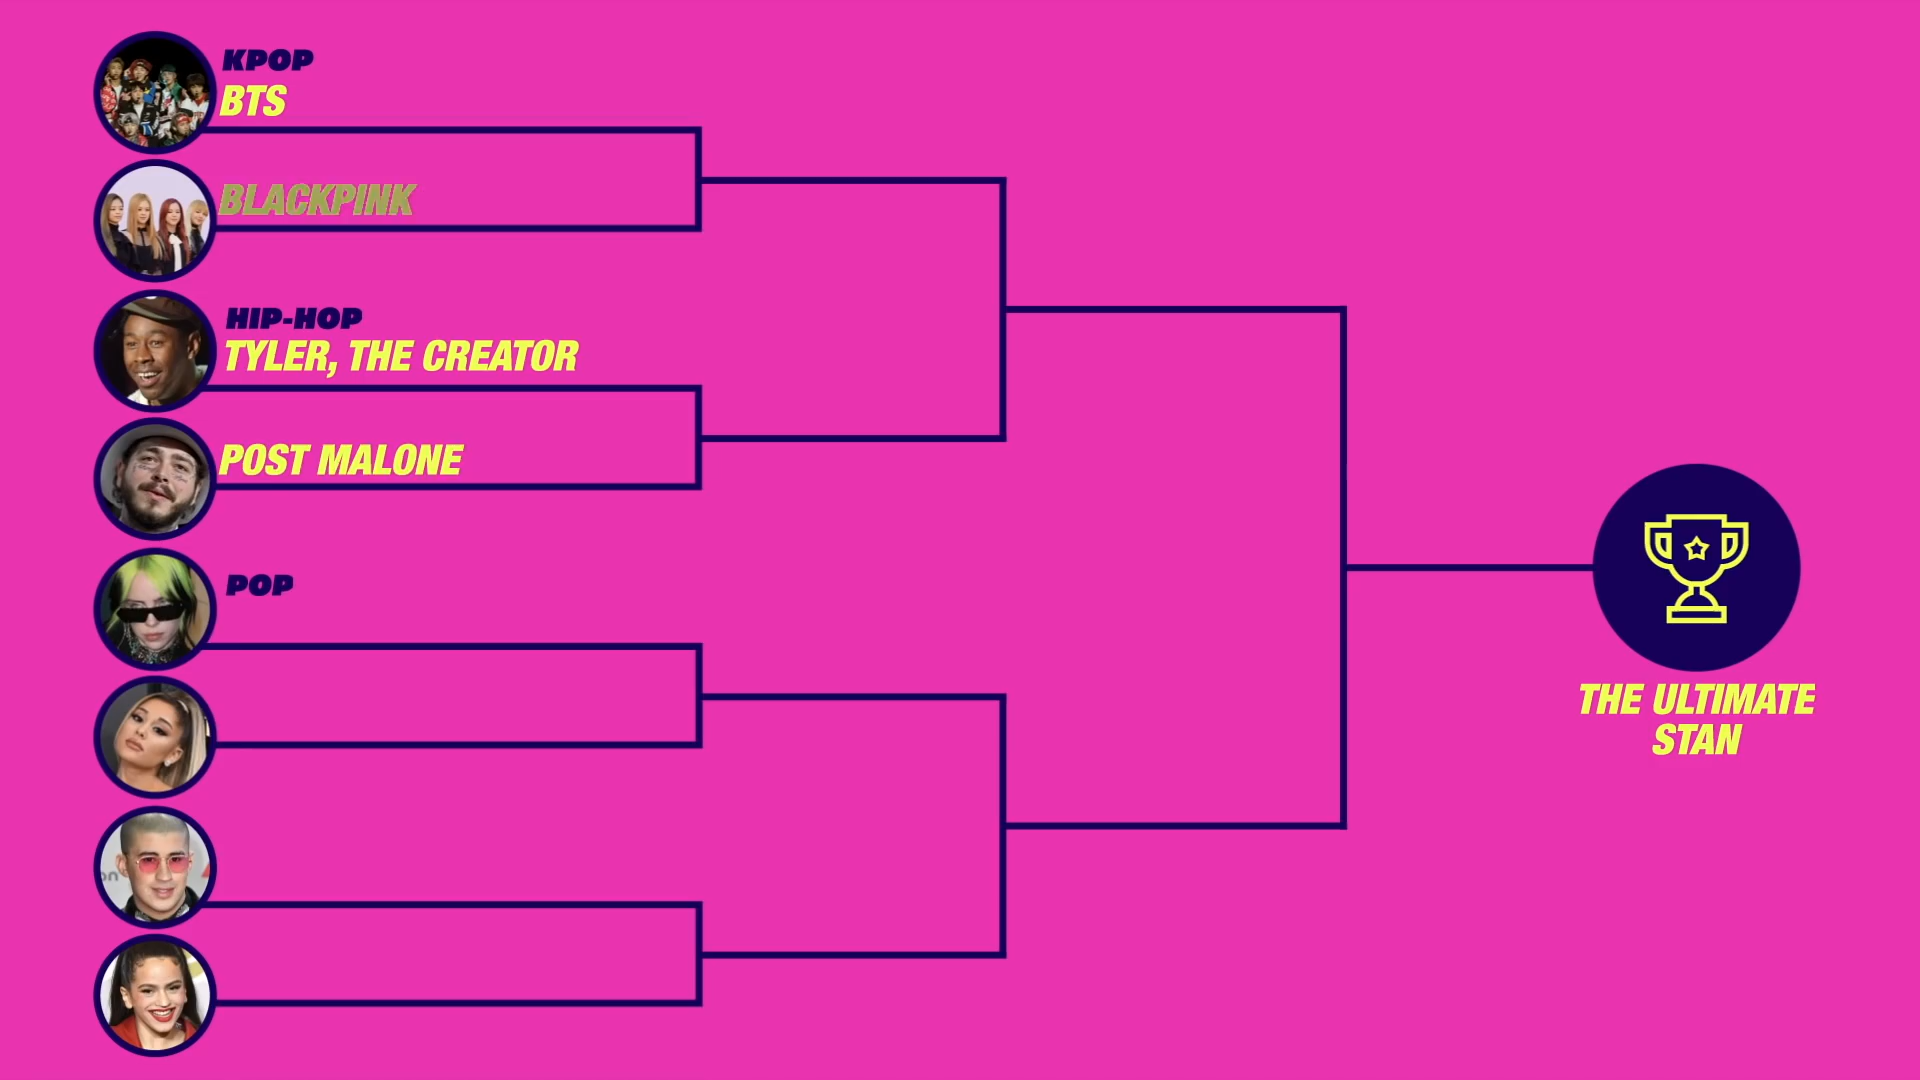 KPOP
BTS
BLACKPINK
HIP-HOP
TYLER, THE CREATOR
POST MALONE
POP
THE ULTIMATE
STAN